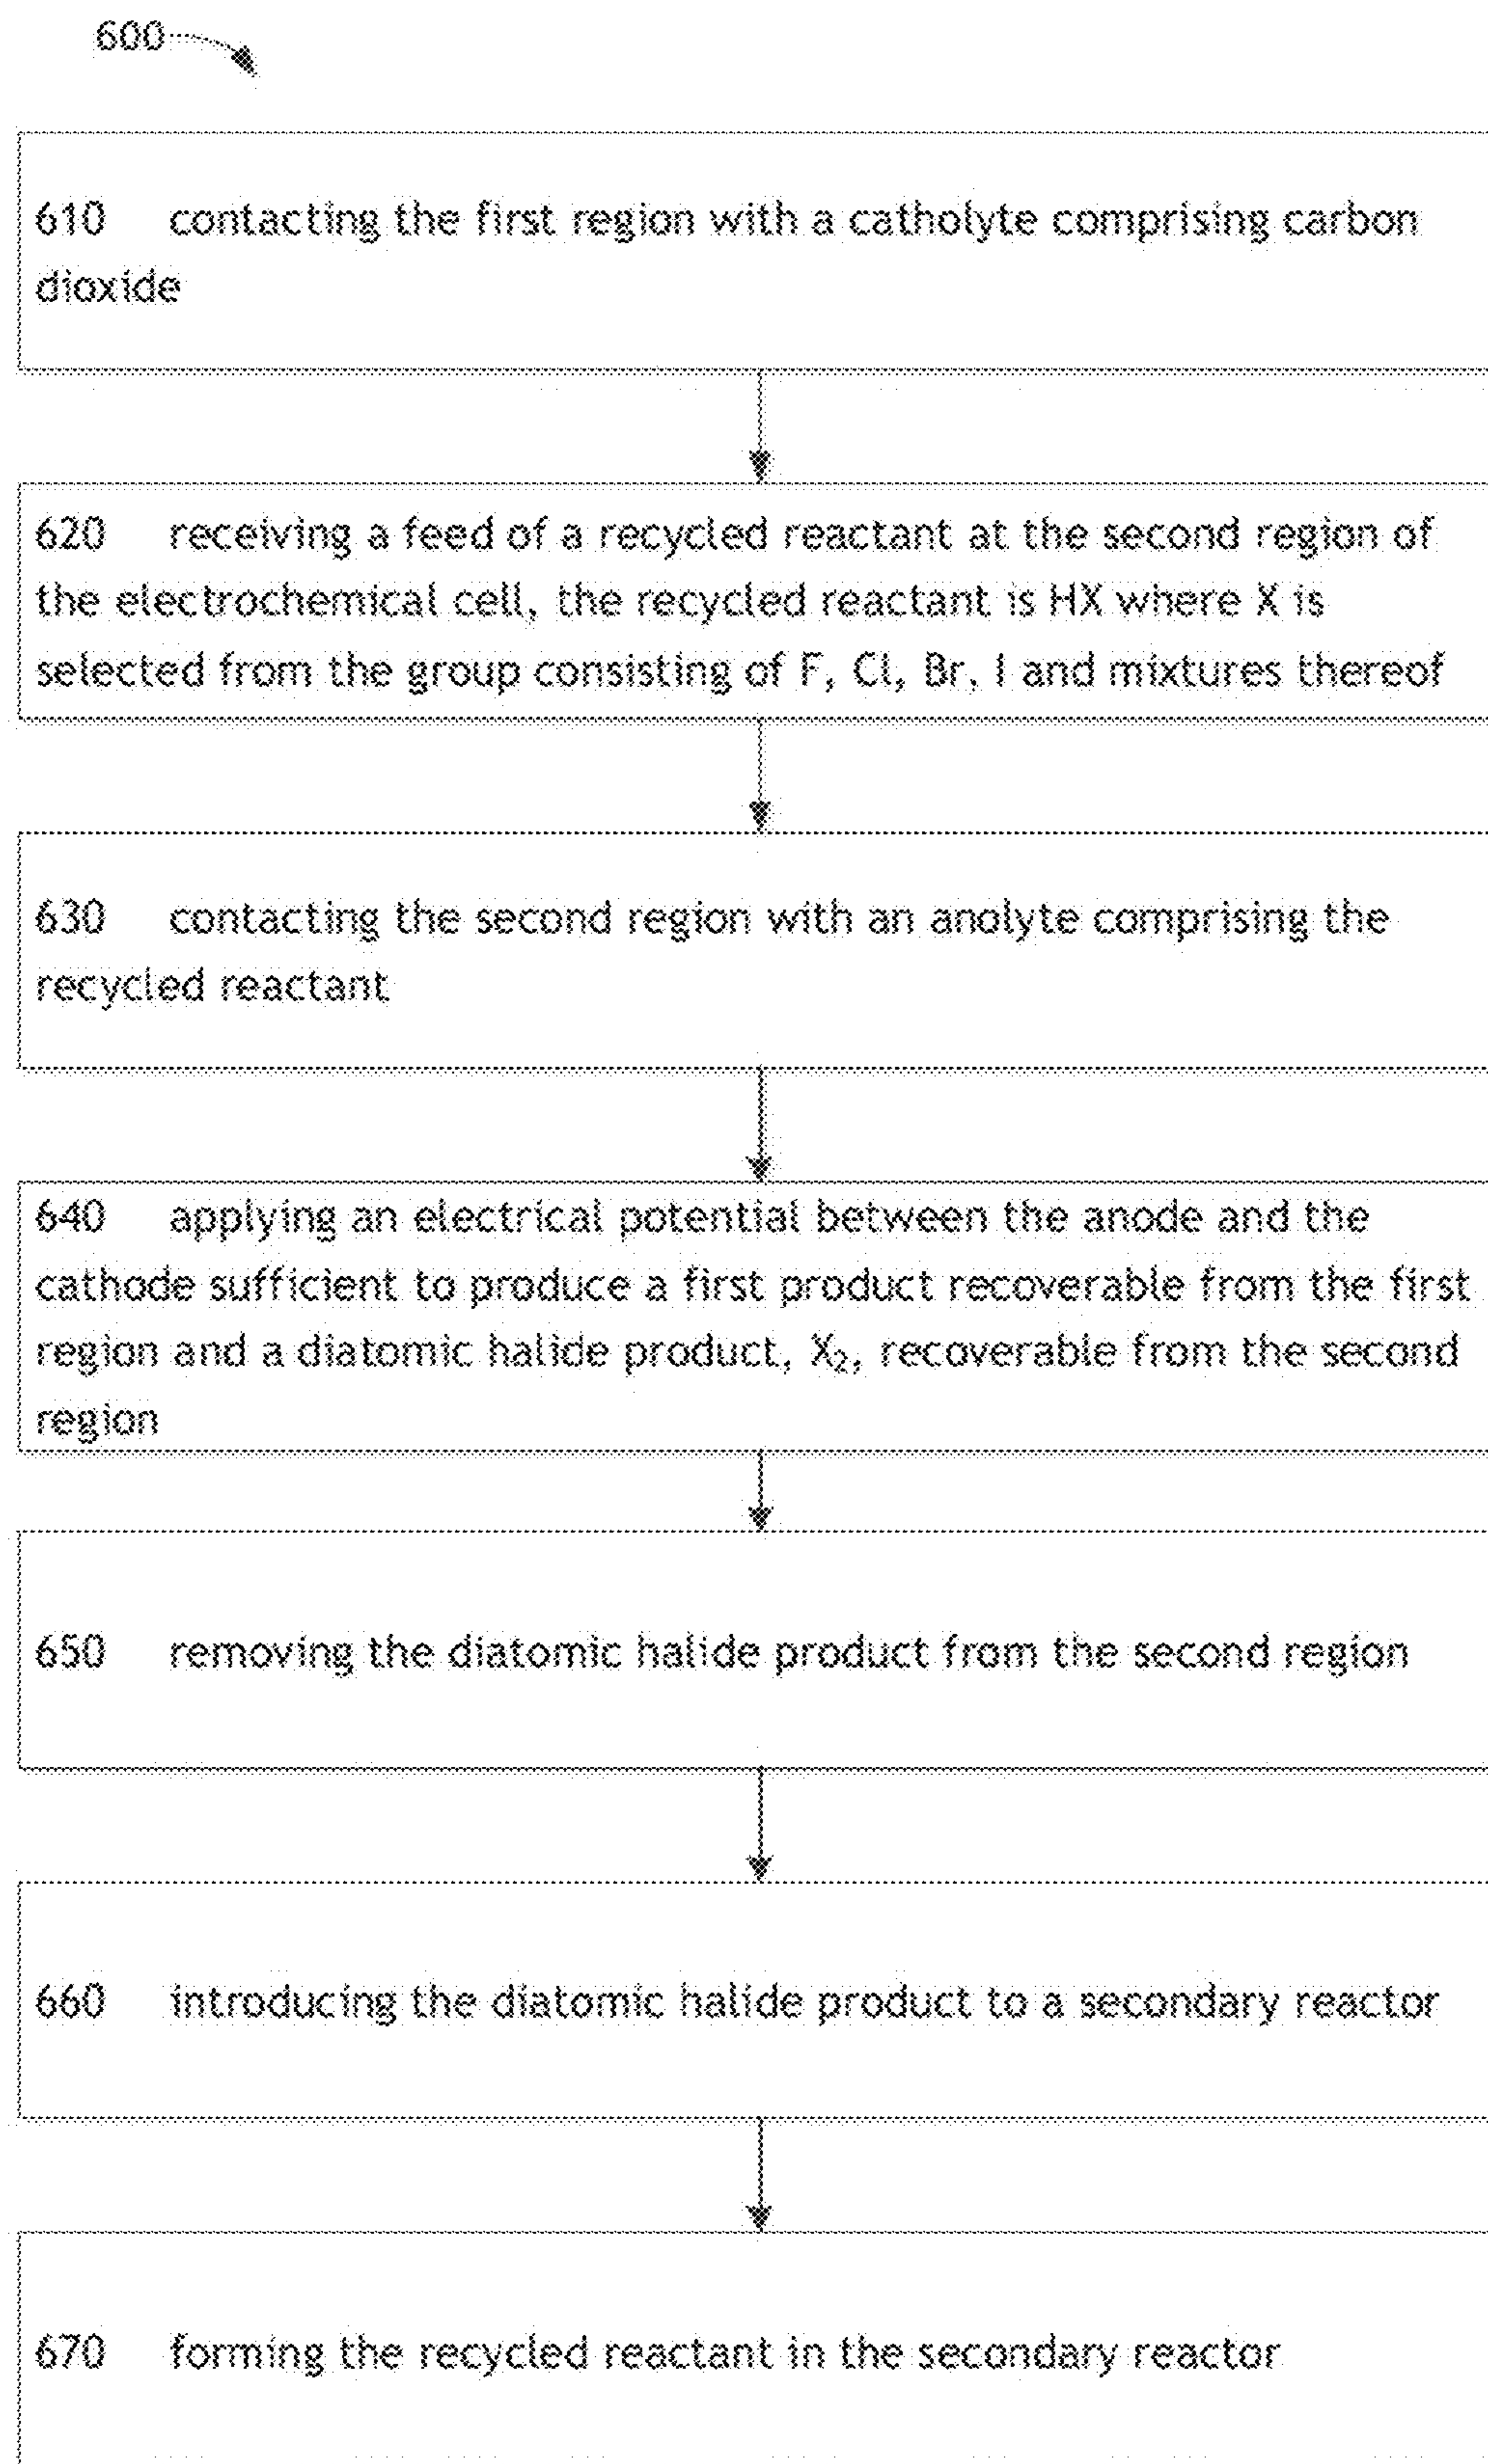 600
610 contacting the first region with a catholyte comprising carbon
dioxide
620 receiving a feed of a recycled reactant at the second region of
the electrochemical cell, the recycled reactant is HX where X is
selected from the group consisting of F, Cl, Br, I and mixtures thereof
630 contacting the second region with an anolyte comprising the
recycled reactant
640 applying an electrical potential between the anode and the
cathode sufficient to produce a first product recoverable from the first
region and a diatomic halide product, X₂, recoverable from the second
region
650 removing the diatomic halide product from the second region
660 introducing the diatomic halide product to a secondary reactor
670 forming the recycled reactant in the secondary reactor